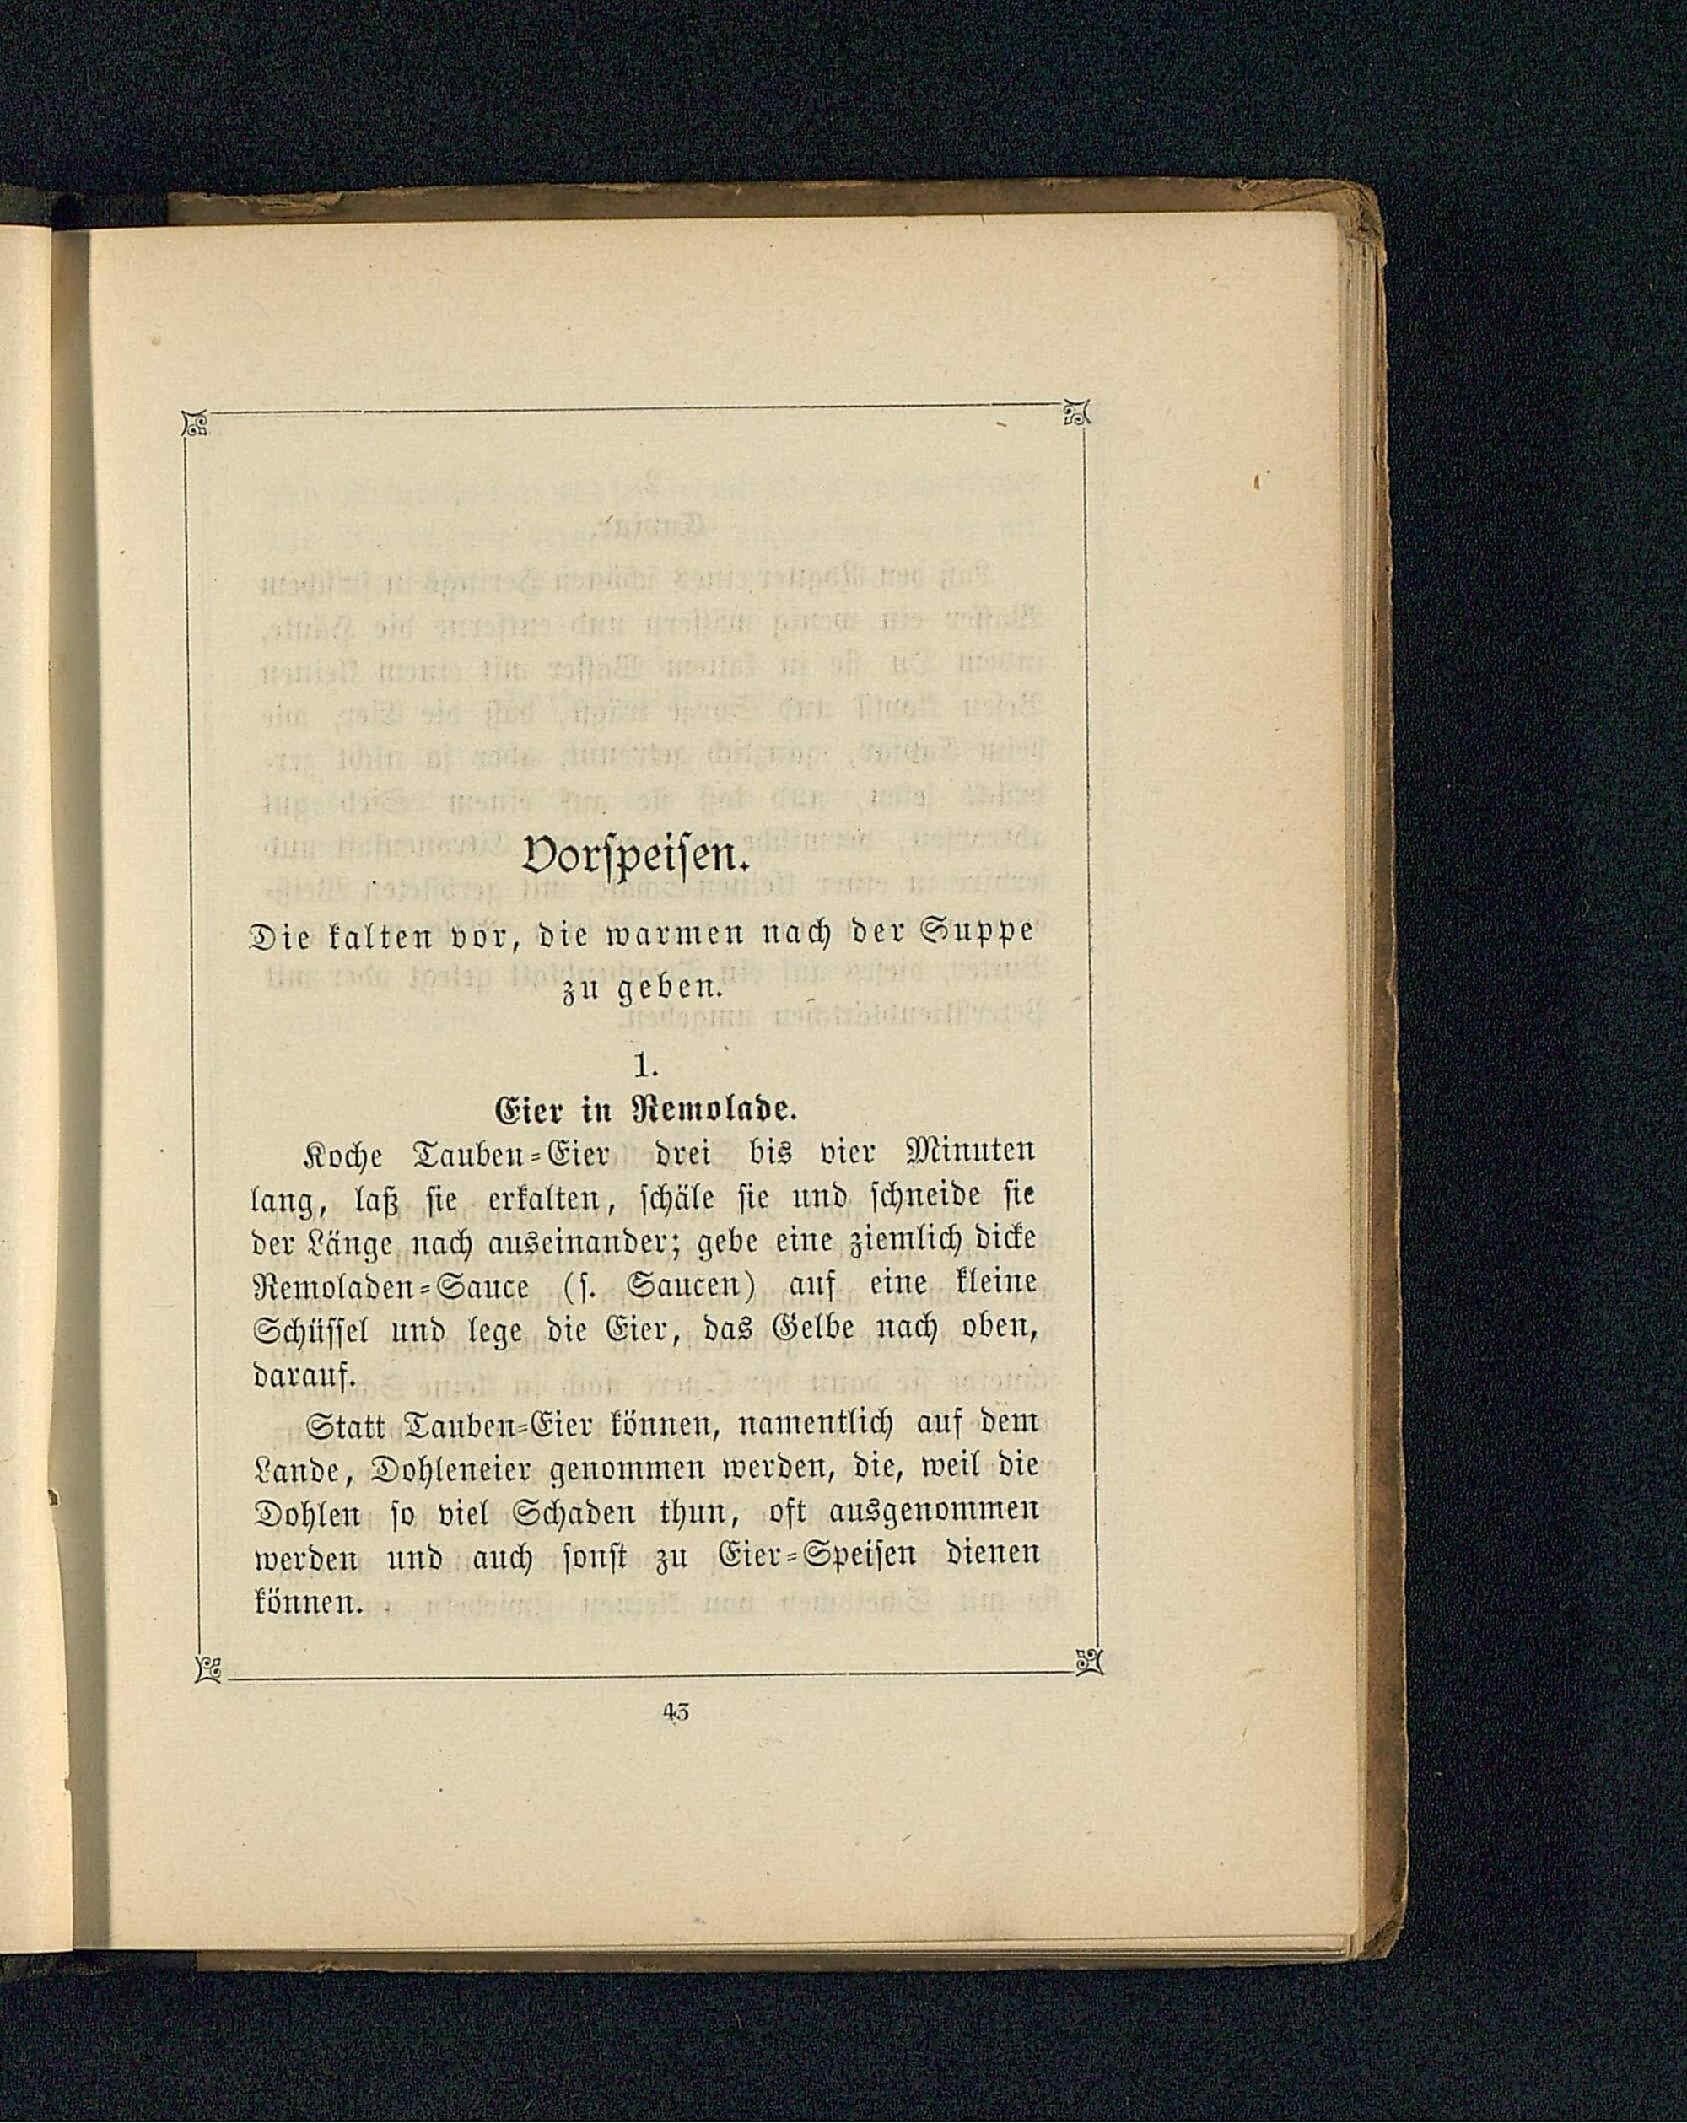 Vorspeisen.
Die kalten vor, die warmen nach der Suppe
zu geben.
1.
Eier in Remolade.
Koche Tauben-Eier drei bis vier Minuten
lang, laß sie erkalten, schäle sie und schneide sie
der Länge nach auseinander; gebe eine ziemlich dicke
Remoladen-Sauce (s. Saucen) auf eine kleine
Schüssel und lege die Eier, das Gelbe nach oben,
darauf.
Statt Tauben-Eier können, namentlich auf dem
Lande, Dohleneier genommen werden, die, weil die
Dohlen so viel Schaden thun, oft ausgenommen
werden und auch sonst zu Eier-Speisen dienen
können.
43